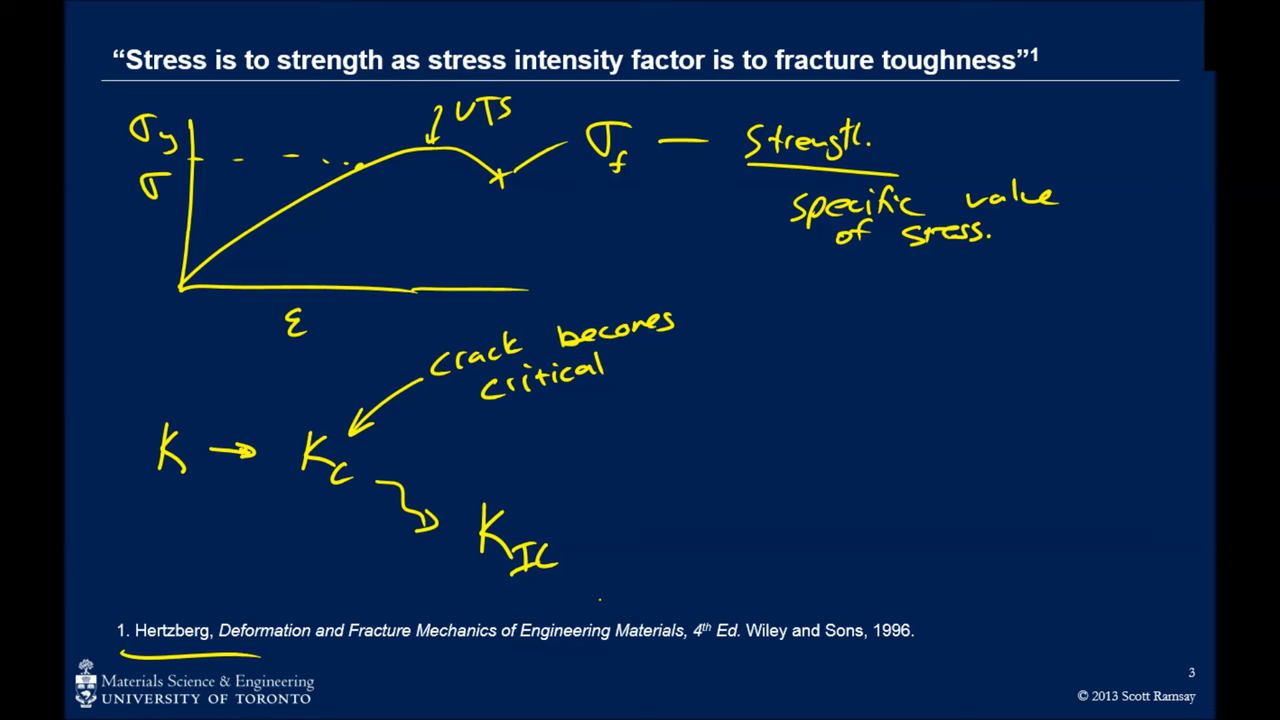 “Stress is to strength as stress intensity factor is to fracture toughness”¹
σy
UTS
σf — Strength.
σ
specific value
of stress.
ε
crack becomes
critical
K → Kc
KIC
1. Hertzberg, Deformation and Fracture Mechanics of Engineering Materials, 4th Ed. Wiley and Sons, 1996.
Materials Science & Engineering
UNIVERSITY OF TORONTO
3
© 2013 Scott Ramsay